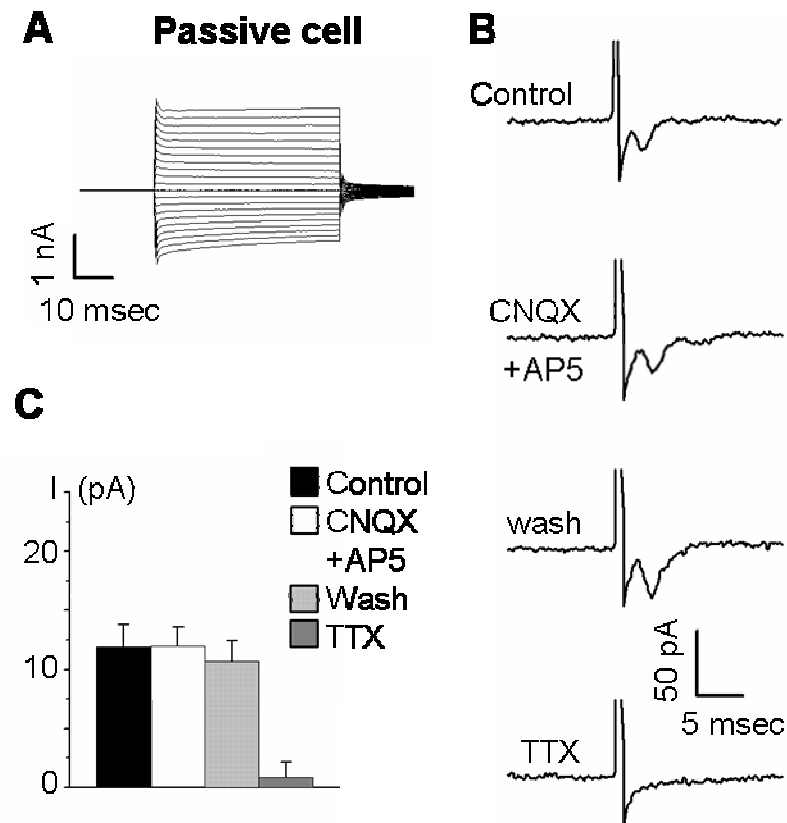 A
Passive cell
1 nA
10 msec
B
Control
CNQX
+AP5
wash
50 pA
5 msec
TTX
C
I (pA)
20
10
0
Control
CNQX
+AP5
Wash
TTX